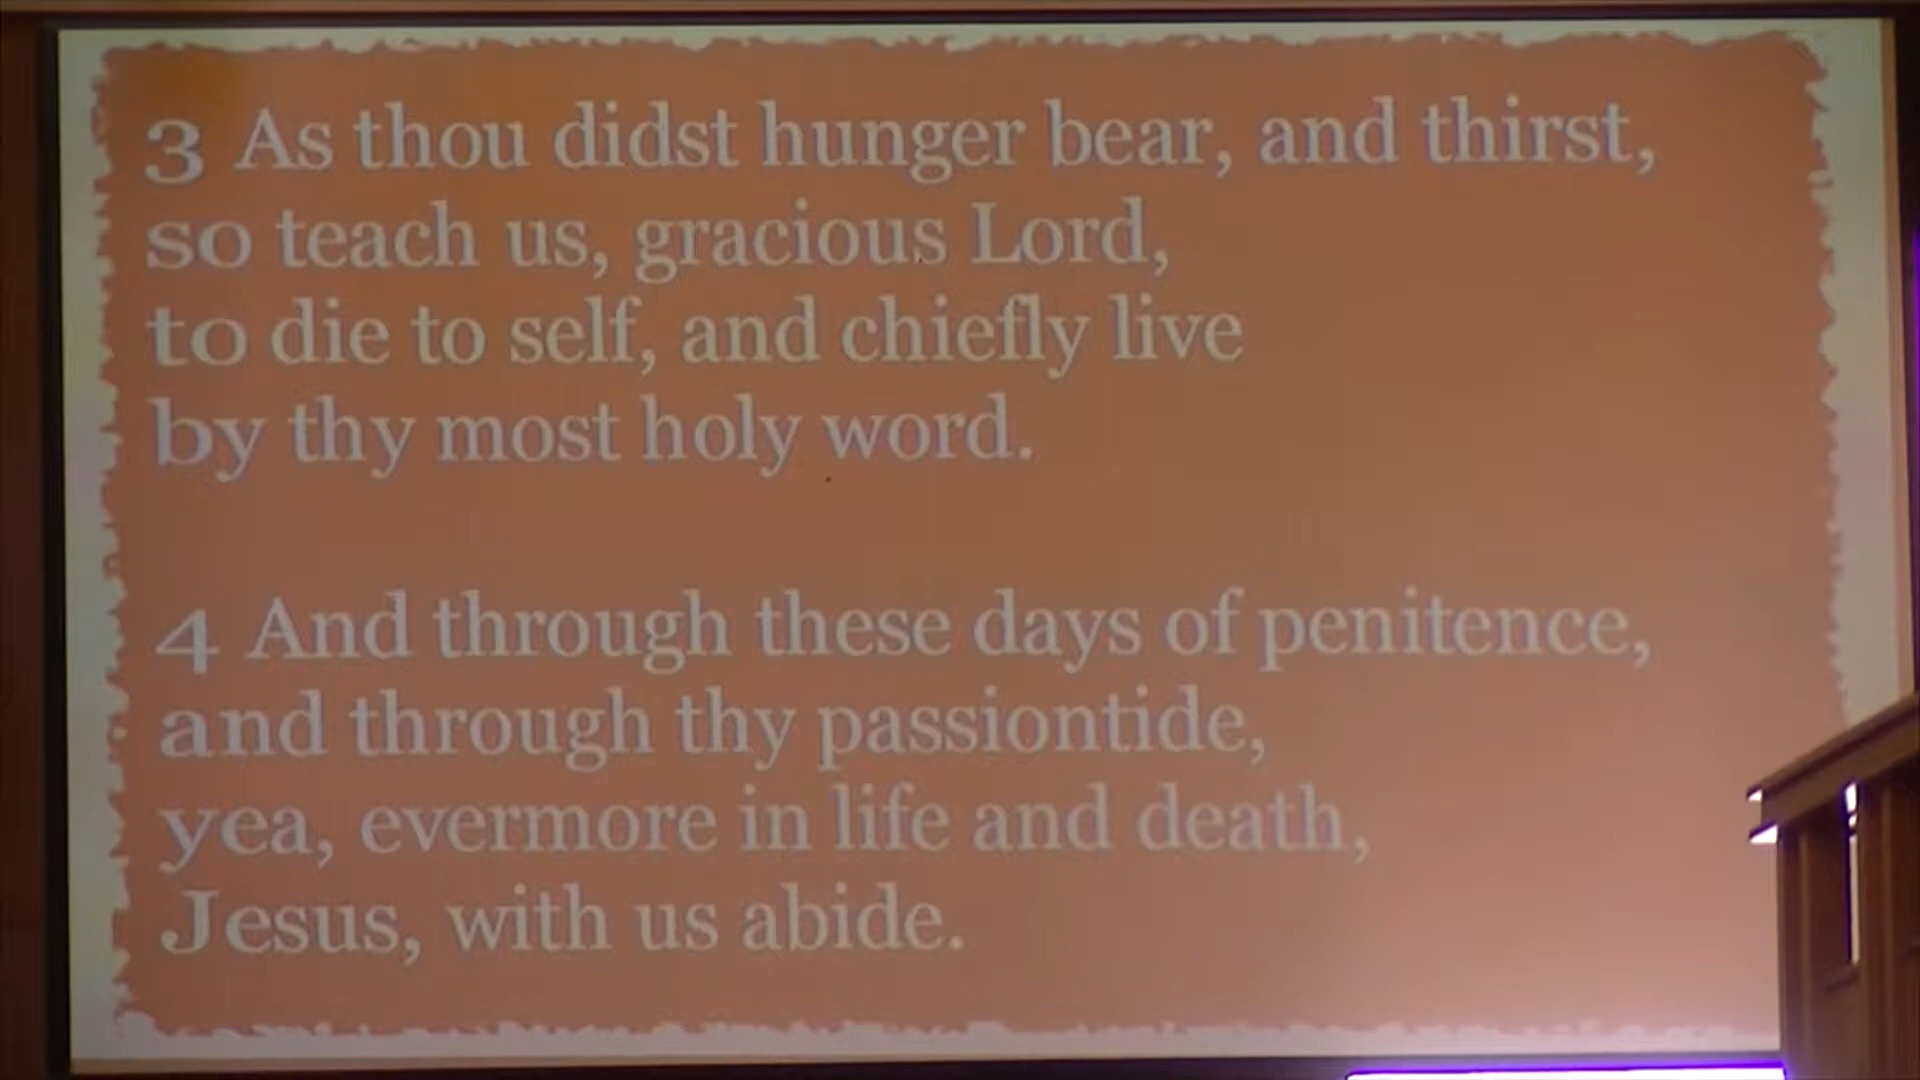 3 As thou didst hunger bear, and thirst,
so teach us, gracious Lord,
to die to self, and chiefly live
by thy most holy word.
4 And through these days of penitence,
and through thy passiontide,
yea, evermore in life and death,
Jesus, with us abide.